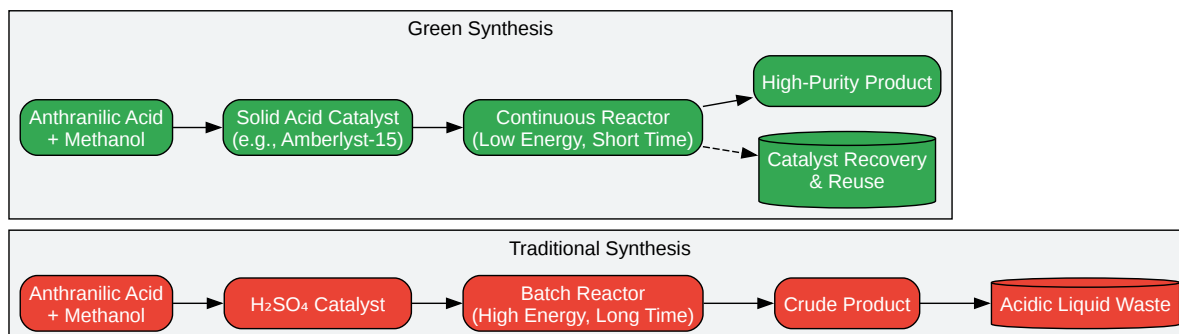 Green Synthesis
Anthranilic Acid
+ Methanol
Solid Acid Catalyst
(e.g., Amberlyst-15)
Continuous Reactor
(Low Energy, Short Time)
High-Purity Product
Catalyst Recovery
& Reuse
Traditional Synthesis
Anthranilic Acid
+ Methanol
H₂SO₄ Catalyst
Batch Reactor
(High Energy, Long Time)
Crude Product
Acidic Liquid Waste